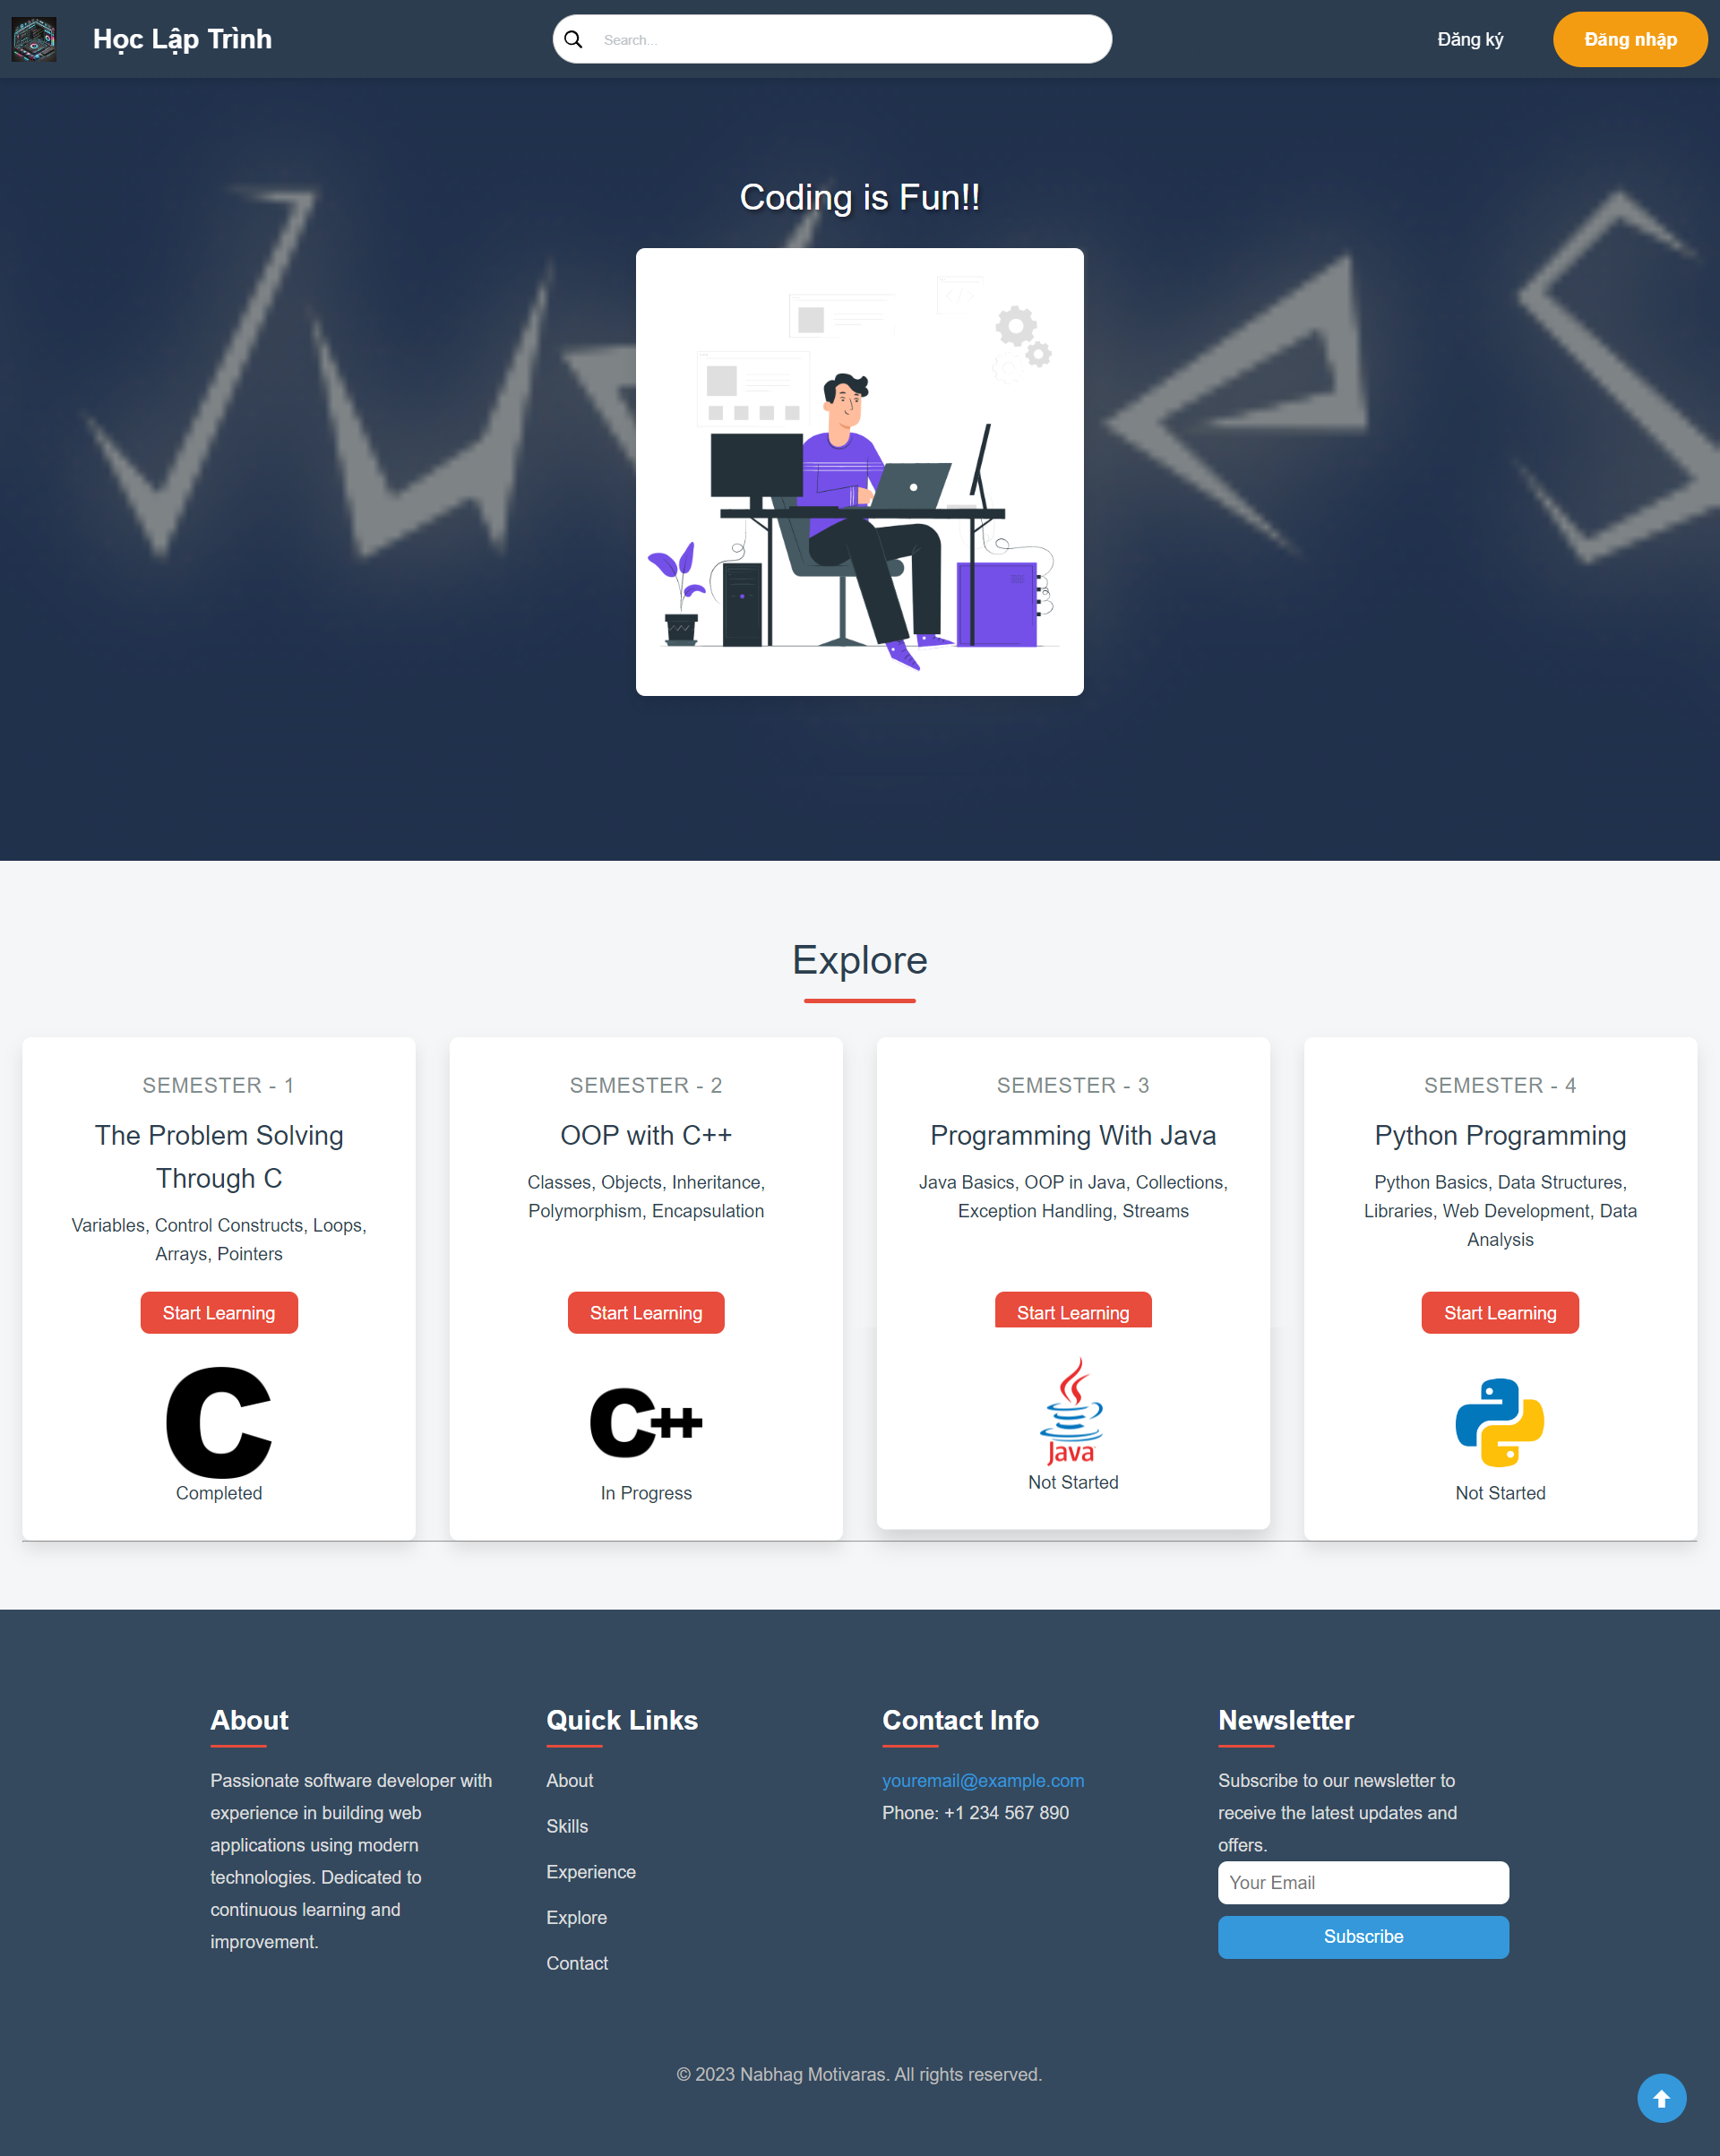 Học Lập Trình
Search...
Đăng ký
Đăng nhập
Coding is Fun!!
Explore
SEMESTER - 1
The Problem Solving
Through C
Variables, Control Constructs, Loops,
Arrays, Pointers
Start Learning
C
Completed
SEMESTER - 2
OOP with C++
Classes, Objects, Inheritance,
Polymorphism, Encapsulation
Start Learning
C++
In Progress
SEMESTER - 3
Programming With Java
Java Basics, OOP in Java, Collections,
Exception Handling, Streams
Start Learning
Java
Not Started
SEMESTER - 4
Python Programming
Python Basics, Data Structures,
Libraries, Web Development, Data
Analysis
Start Learning
Not Started
About
Passionate software developer with
experience in building web
applications using modern
technologies. Dedicated to
continuous learning and
improvement.
Quick Links
About
Skills
Experience
Explore
Contact
Contact Info
youremail@example.com
Phone: +1 234 567 890
Newsletter
Subscribe to our newsletter to
receive the latest updates and
offers.
Your Email
Subscribe
© 2023 Nabhag Motivaras. All rights reserved.